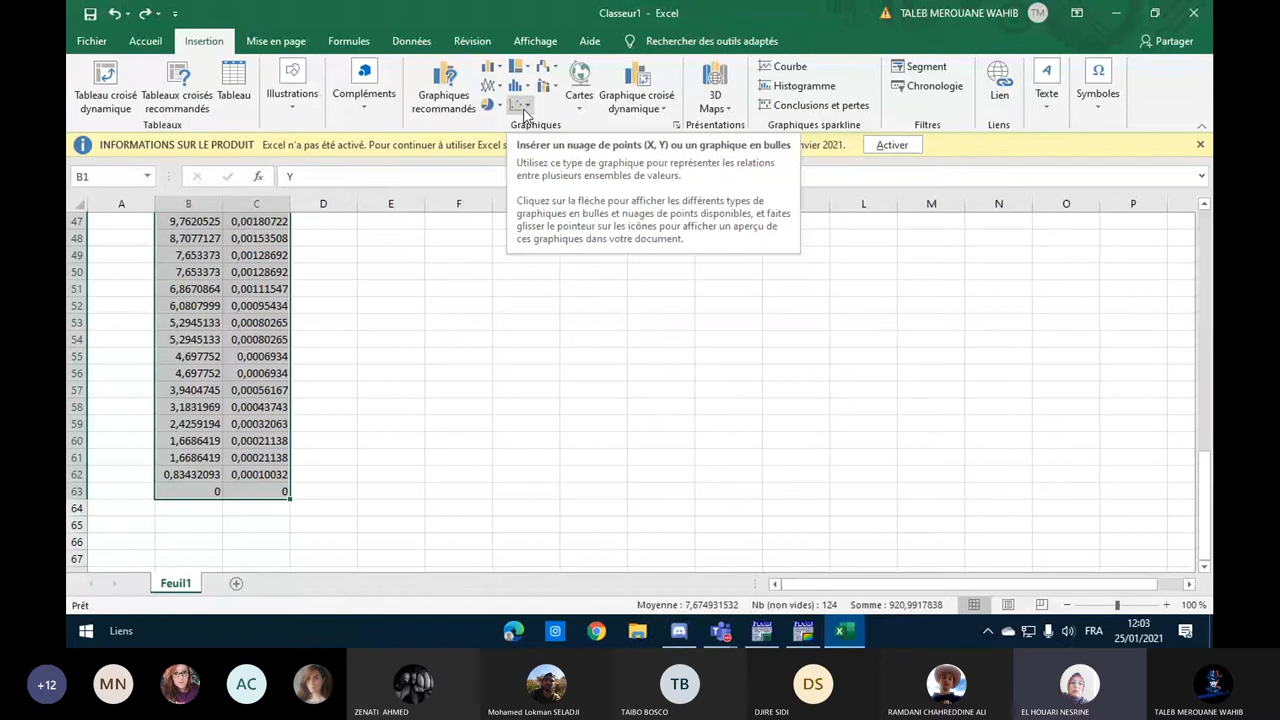 Classeur1 - Excel
TALEB MEROUANE WAHIB
TM
Fichier
Accueil
Insertion
Mise en page
Formules
Données
Révision
Affichage
Aide
Rechercher des outils adaptés
Partager
Tableau croisé dynamique
Tableaux croisés recommandés
Tableau
Illustrations
Compléments
Graphiques recommandés
Cartes
Graphique croisé dynamique
3D Maps
Courbe
Histogramme
Conclusions et pertes
Segment
Chronologie
Lien
Texte
Symboles
Tableaux
Graphiques
Présentations
Graphiques sparkline
Filtres
Liens
INFORMATIONS SUR LE PRODUIT
Excel n'a pas été activé. Pour continuer à utiliser Excel s
nvier 2021.
Activer
Insérer un nuage de points (X, Y) ou un graphique en bulles
Utilisez ce type de graphique pour représenter les relations
entre plusieurs ensembles de valeurs.
Cliquez sur la flèche pour afficher les différents types de
graphiques en bulles et nuages de points disponibles, et faites
glisser le pointeur sur les icônes pour afficher un aperçu de
ces graphiques dans votre document.
B1
fx
Y
A B C D E F L M N O P
47 9,7620525 0,00180722
48 8,7077127 0,00153508
49 7,653373 0,00128692
50 7,653373 0,00128692
51 6,8670864 0,00111547
52 6,0807999 0,00095434
53 5,2945133 0,00080265
54 5,2945133 0,00080265
55 4,697752 0,0006934
56 4,697752 0,0006934
57 3,9404745 0,00056167
58 3,1831969 0,00043743
59 2,4259194 0,00032063
60 1,6686419 0,00021138
61 1,6686419 0,00021138
62 0,83432093 0,00010032
63 0 0
64
65
66
67
Feuil1
Prêt
Moyenne : 7,674931532
Nb (non vides) : 124
Somme : 920,9917838
100 %
Liens
FRA
12:03
25/01/2021
+12
MN
AC
TB
DS
ZENATI AHMED
Mohamed Lokman SELADJI
TAIBO BOSCO
DJIRE SIDI
RAMDANI CHAHREDDINE ALI
EL HOUARI NESRINE
TALEB MEROUANE WAHIB